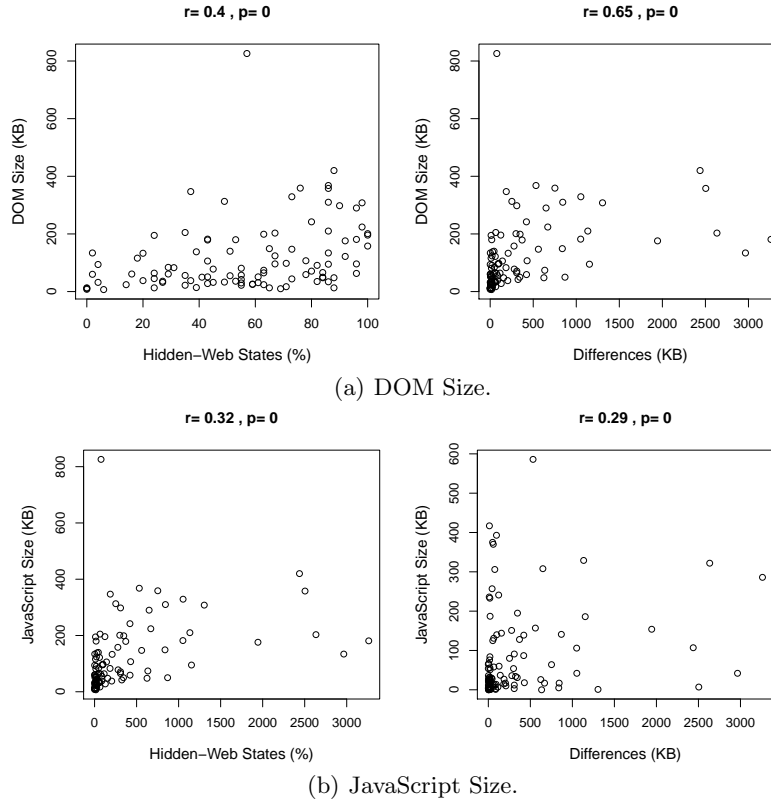 r= 0.4 , p= 0
r= 0.65 , p= 0
DOM Size (KB)
0 200 400 600 800
0 20 40 60 80 100
Hidden−Web States (%)
DOM Size (KB)
0 200 400 600 800
0 500 1000 1500 2000 2500 3000
Differences (KB)
(a) DOM Size.
r= 0.32 , p= 0
r= 0.29 , p= 0
JavaScript Size (KB)
0 200 400 600 800
0 500 1000 1500 2000 2500 3000
Hidden−Web States (%)
JavaScript Size (KB)
0 100 200 300 400 500 600
0 500 1000 1500 2000 2500 3000
Differences (KB)
(b) JavaScript Size.